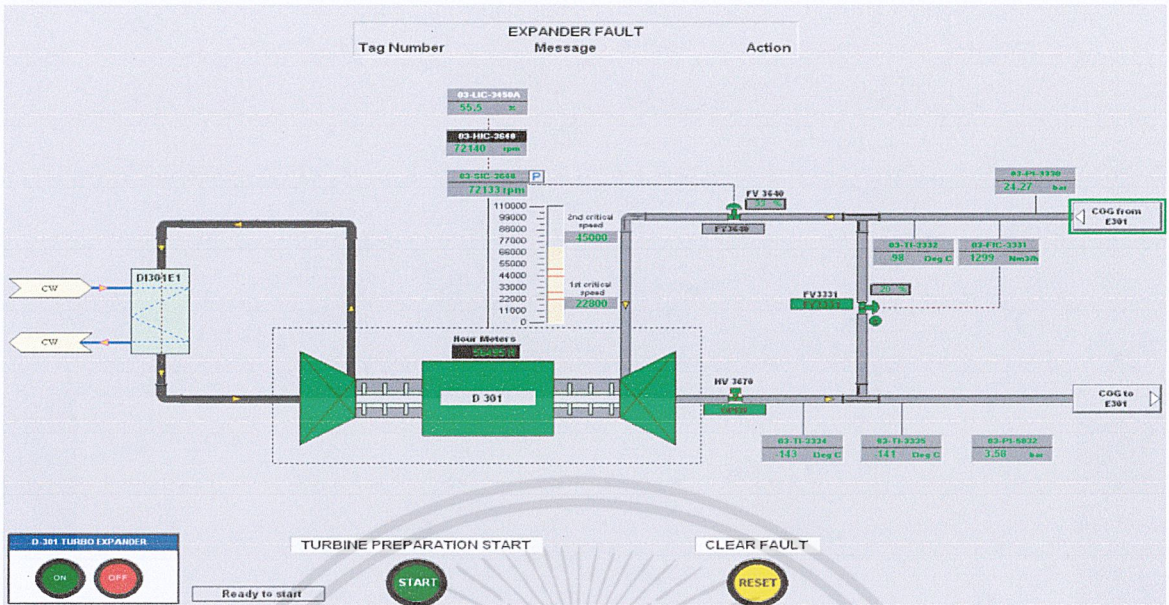 EXPANDER FAULT
Tag Number Message Action
03-LIC-3450A
55.5 %
03-HIC-3640
72140 rpm
03-SIC-3640 P
72133 rpm
110000
99000
88000
77000
66000
55000
44000
33000
22000
11000
0
2nd critical speed
45000
1st critical speed
22800
FV 3640
%
FY3640
03-PI-3330
24.27 bar
COG from E301
03-TI-3332
-98 Deg C
03-FIC-3331
1299 Nm3/h
FV3331
20 %
FY3331
DI301E1
CW
CW
Hour Meters
D 301
HV 3670
COG to E301
03-TI-3334
-143 Deg C
03-TI-3335
-141 Deg C
03-PI-5032
3.58 bar
D-301 TURBO EXPANDER
ON OFF
Ready to start
TURBINE PREPARATION START
START
CLEAR FAULT
RESET